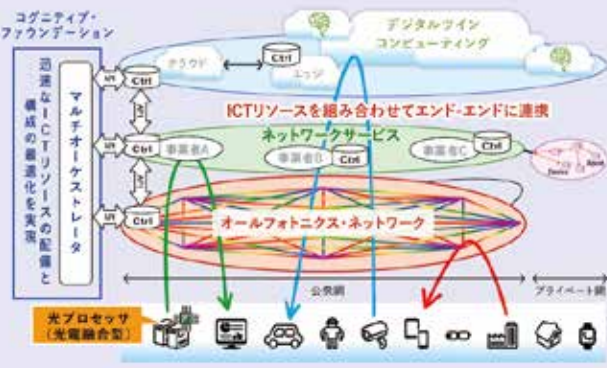 コグニティブ・
ファウンデーション
マルチオーケストレータ
迅速なICTリソースの配備と
構成の最適化を実現
デジタルツイン
コンピューティング
クラウド
Ctrl
エッジ
Ctrl
ICTリソースを組み合わせてエンド-エンドに連携
ネットワークサービス
Ctrl
事業者A
事業者B
Ctrl
事業者C
Ctrl
Ctrl
オールフォトニクス・ネットワーク
公衆網
プライベート網
光プロセッサ
(光電融合型)